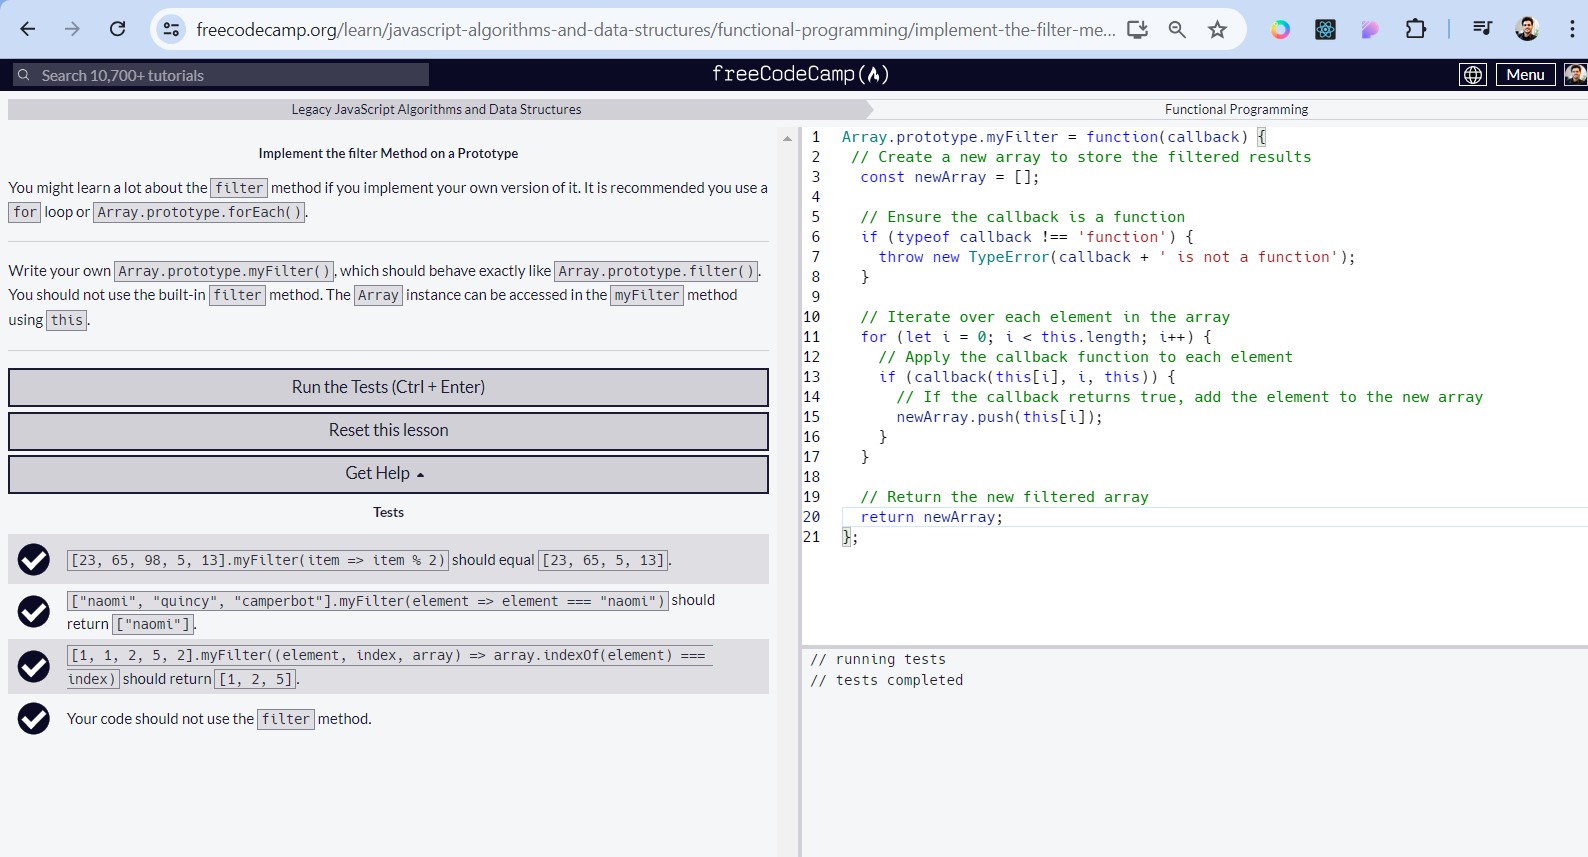 freecodecamp.org/learn/javascript-algorithms-and-data-structures/functional-programming/implement-the-filter-me...
Search 10,700+ tutorials
freeCodeCamp
Menu
Legacy JavaScript Algorithms and Data Structures
Functional Programming
Implement the filter Method on a Prototype
You might learn a lot about the filter method if you implement your own version of it. It is recommended you use a
for loop or Array.prototype.forEach().
Write your own Array.prototype.myFilter(), which should behave exactly like Array.prototype.filter().
You should not use the built-in filter method. The Array instance can be accessed in the myFilter method
using this.
Run the Tests (Ctrl + Enter)
Reset this lesson
Get Help
Tests
[23, 65, 98, 5, 13].myFilter(item => item % 2) should equal [23, 65, 5, 13].
["naomi", "quincy", "camperbot"].myFilter(element => element === "naomi") should
return ["naomi"].
[1, 1, 2, 5, 2].myFilter((element, index, array) => array.indexOf(element) ===
index) should return [1, 2, 5].
Your code should not use the filter method.
1 Array.prototype.myFilter = function(callback) {
2 // Create a new array to store the filtered results
3 const newArray = [];
4
5 // Ensure the callback is a function
6 if (typeof callback !== 'function') {
7 throw new TypeError(callback + ' is not a function');
8 }
9
10 // Iterate over each element in the array
11 for (let i = 0; i < this.length; i++) {
12 // Apply the callback function to each element
13 if (callback(this[i], i, this)) {
14 // If the callback returns true, add the element to the new array
15 newArray.push(this[i]);
16 }
17 }
18
19 // Return the new filtered array
20 return newArray;
21 };
// running tests
// tests completed